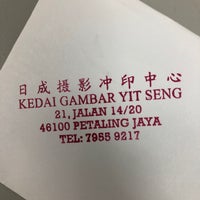 日成摄影冲印中心
KEDAI GAMBAR YIT SENG
21, JALAN 14/20
46100 PETALING JAYA
TEL: 7955 9217